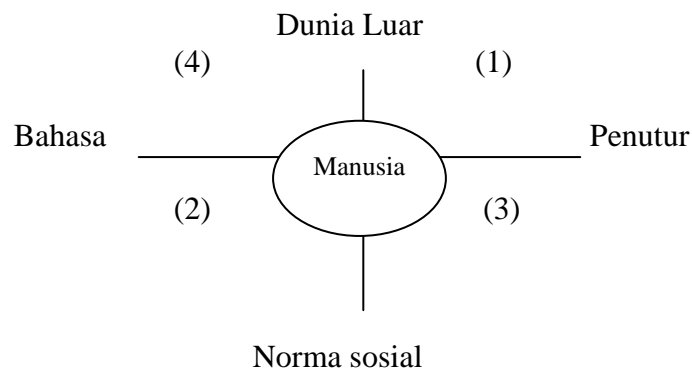 Dunia Luar
(4) (1)
Bahasa Penutur
Manusia
(2) (3)
Norma sosial